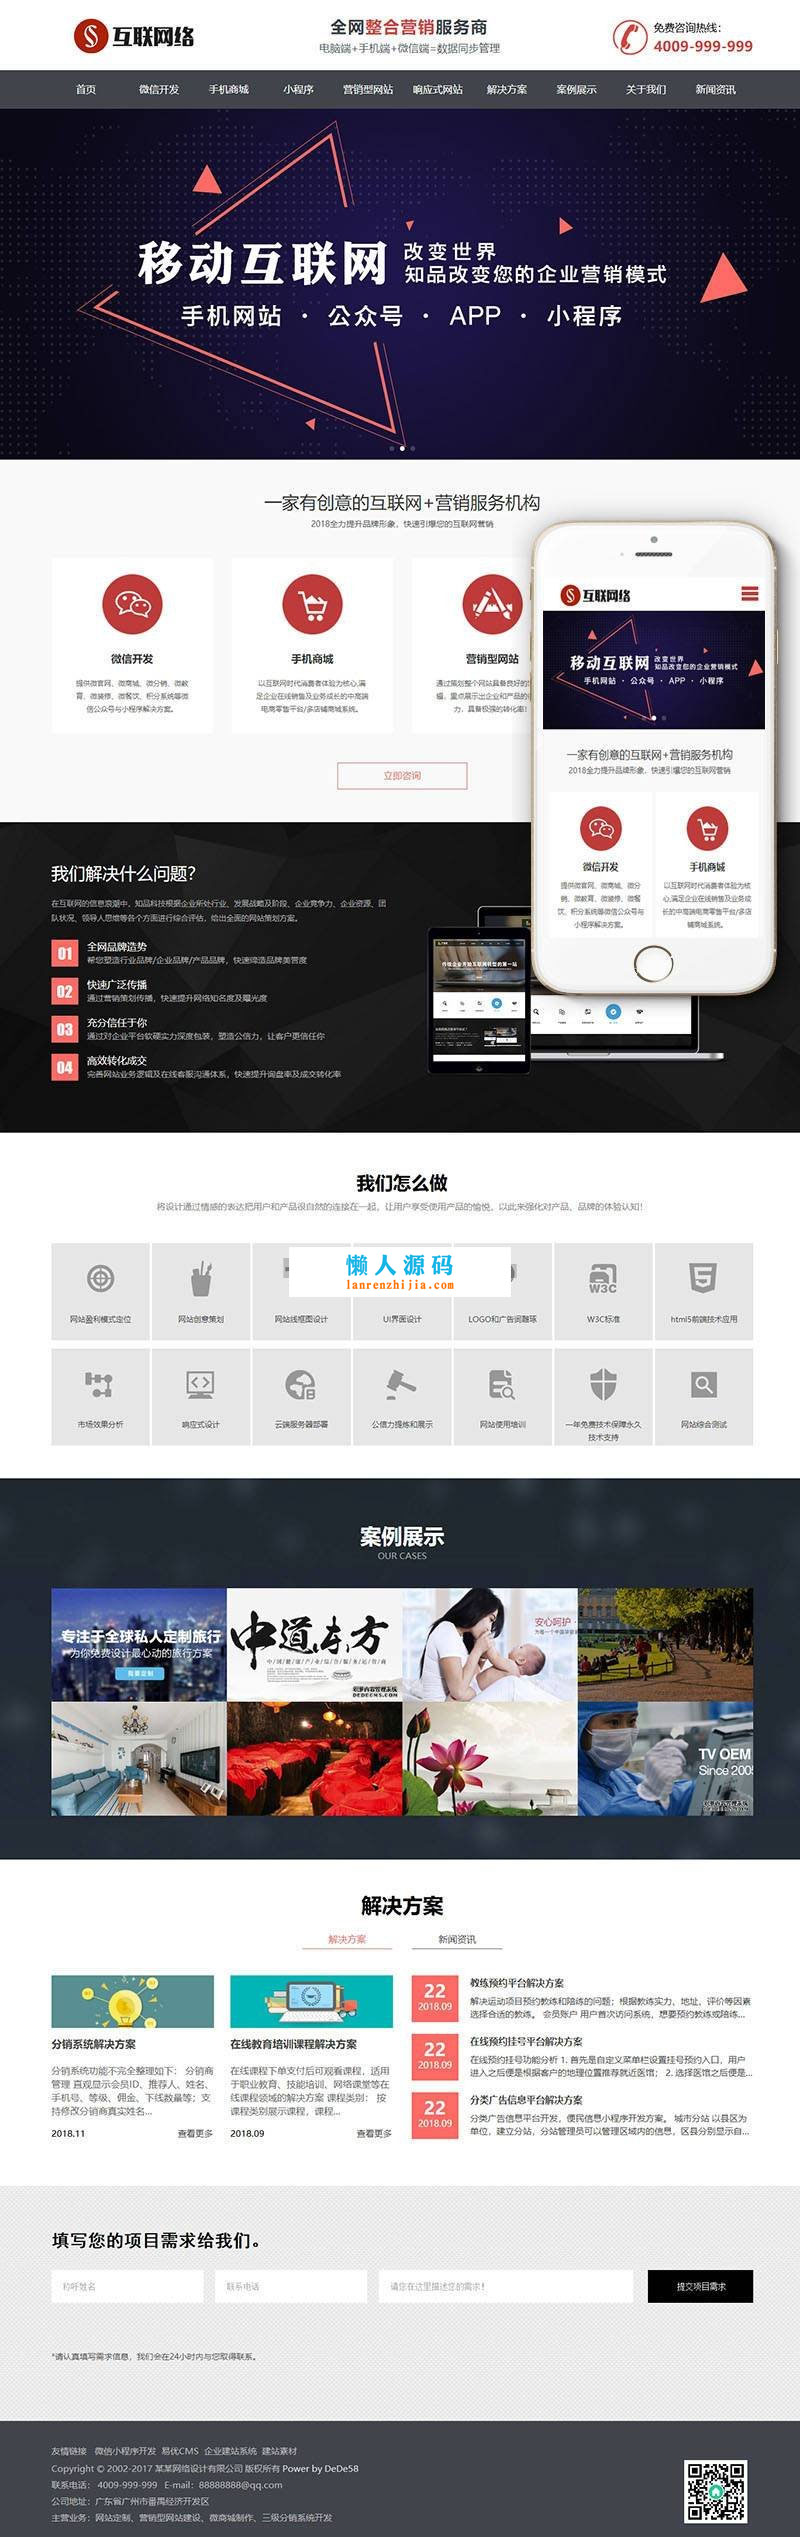 互联网络
全网整合营销服务商
电脑端+手机端+微信端=数据同步管理
免费咨询热线：
4009-999-999
首页 微信开发 手机商城 小程序 营销型网站 响应式网站 解决方案 案例展示 关于我们 新闻资讯
移动互联网 改变世界
知品改变您的企业营销模式
手机网站 · 公众号 · APP · 小程序
一家有创意的互联网+营销服务机构
2018全力提升品牌形象，快速引爆您的互联网营销
微信开发
提供微官网、微商城、微分销、微教
育、微装修、微餐饮、积分系统等微
信公众号与小程序解决方案。
手机商城
以互联网时代消费者体验为核心,满
足企业在线销售及业务成长的中高端
电商零售平台/多店铺商城系统。
营销型网站
通过策划整个网站具备良好的
福，重点展示出企业和产品的
力，具备极强的转化率！
立即咨询
互联网络
移动互联网 改变世界
知品改变您的企业营销模式
手机网站 · 公众号 · APP · 小程序
一家有创意的互联网+营销服务机构
2018全力提升品牌形象，快速引爆您的互联网营销
微信开发
提供微官网、微商城、微分
销、微教育、微装修、微餐
饮、积分系统等微信公众号与
小程序解决方案。
手机商城
以互联网时代消费者体验为核
心,满足企业在线销售及业务成
长的中高端电商零售平台/多店
铺商城系统。
我们解决什么问题?
在互联网的信息浪潮中，知品科技根据企业所处行业、发展战略及阶段、企业竞争力、企业资源、团
队状况、领导人思维等各个方面进行综合评估，给出全面的网站策划方案。
01 全网品牌造势
帮您塑造行业品牌/企业品牌/产品品牌，快速缔造品牌美誉度
02 快速广泛传播
通过营销策划传播，快速提升网络知名度及曝光度
03 充分信任于你
通过对企业平台软硬实力深度包装，塑造公信力，让客户更信任你
04 高效转化成交
完善网站业务逻辑及在线客服沟通体系，快速提升询盘率及成交转化率
传统企业开始互联网转型的第一站
我们怎么做
将设计通过情感的表达把用户和产品很自然的连接在一起，让用户享受使用产品的愉悦，以此来强化对产品、品牌的体验认知！
懒人源码
lanrenzhijia.com
W3C
网站盈利模式定位 网站创意策划 网站线框图设计 UI界面设计 LOGO和广告词雕琢 W3C标准 html5前端技术应用
市场效果分析 响应式设计 云端服务器部署 公信力提炼和展示 网站使用培训 一年免费技术保障永久 网站综合测试
技术支持
案例展示
OUR CASES
专注于全球私人定制旅行
为你免费设计最心动的旅行方案
我要定制
中道东方
中国健康产业综合服务运营商
织梦内容管理系统
DEDECMS.COM
安心呵护 ·
TV OEM
Since 2005
织梦内容管理系统
解决方案
解决方案 新闻资讯
分销系统解决方案
分销系统功能不完全整理如下： 分销商
管理 直观显示会员ID、推荐人、姓名、
手机号、等级、佣金、下线数量等；支
持修改分销商真实姓名...
2018.11 查看更多
在线教育培训课程解决方案
在线课程下单支付后可观看课程，适用
于职业教育、技能培训、网络课堂等在
线课程领域的解决方案 课程类别： 按
课程类别展示课程，课程...
2018.09 查看更多
22
2018.09
教练预约平台解决方案
解决运动项目预约教练和陪练的问题；根据教练实力、地址、评价等因素
选择合适的教练。 会员账户 用户首次访问系统，想要预约教练或陪练...
22
2018.09
在线预约挂号平台解决方案
在线预约挂号功能分析 1. 首先是自定义菜单栏设置挂号预约入口，用户
进入之后便是根据客户的地理位置推荐就近医馆； 2. 选择医馆之后便是...
22
2018.09
分类广告信息平台解决方案
分类广告信息平台开发，便民信息小程序开发方案。 城市分站 以县区为
单位，建立分站，分站管理员可以管理区域内的信息，区县分别显示自...
填写您的项目需求给我们。
称呼姓名 联系电话 请您在这里描述您的需求！ 提交项目需求
*请认真填写需求信息，我们会在24小时内与您取得联系。
友情链接 微信小程序开发 易优CMS 企业建站系统 建站素材
Copyright © 2002-2017 某某网络设计有限公司 版权所有 Power by DeDe58
联系电话： 4009-999-999 E-mail：88888888@qq.com
公司地址：广东省广州市番禺经济开发区
主营业务：网站定制、营销型网站建设、微商城制作、三级分销系统开发